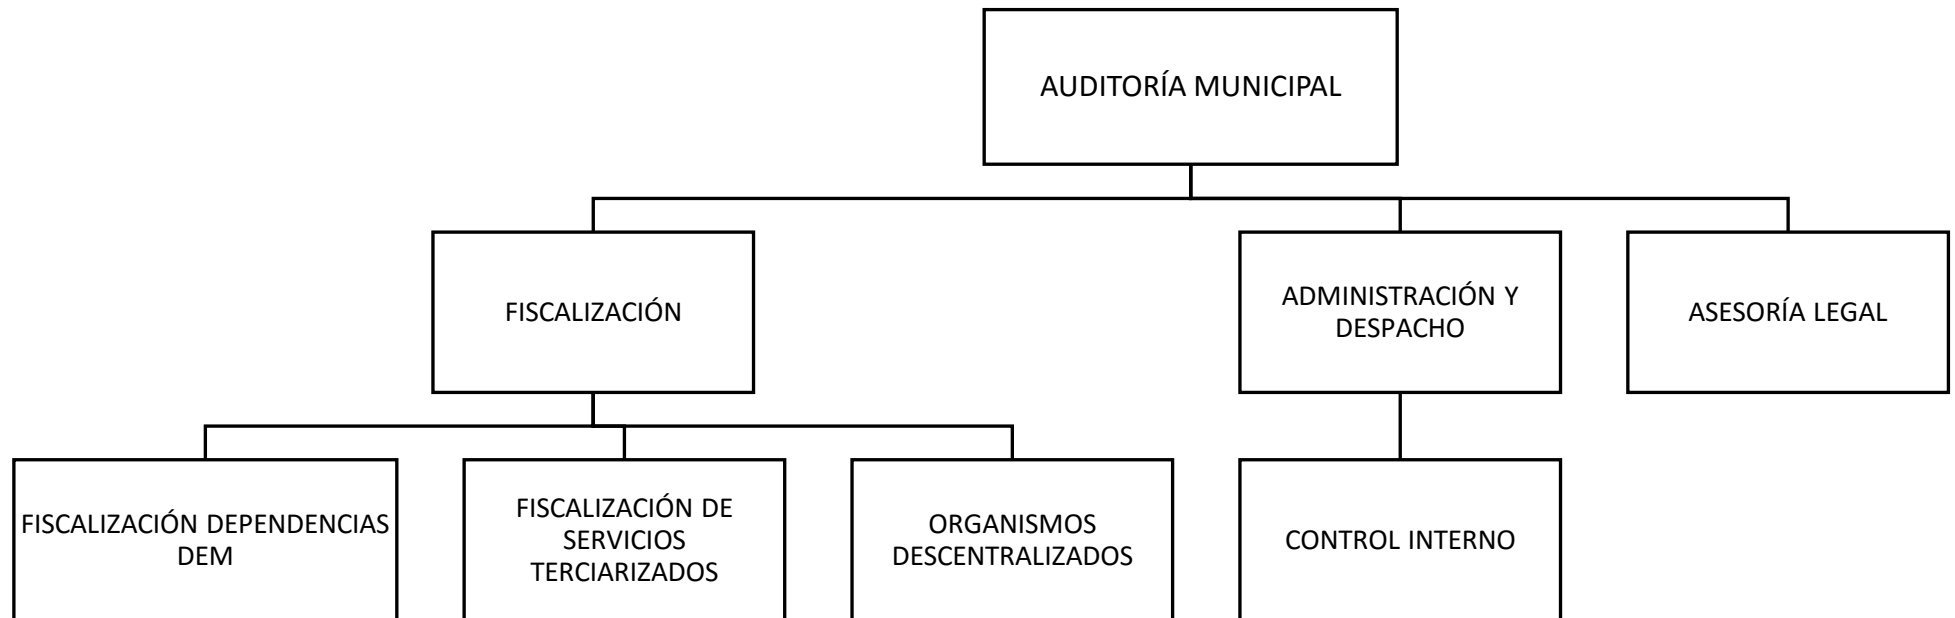 AUDITORÍA MUNICIPAL
FISCALIZACIÓN
ADMINISTRACIÓN Y
DESPACHO
ASESORÍA LEGAL
FISCALIZACIÓN DEPENDENCIAS
DEM
FISCALIZACIÓN DE
SERVICIOS
TERCIARIZADOS
ORGANISMOS
DESCENTRALIZADOS
CONTROL INTERNO